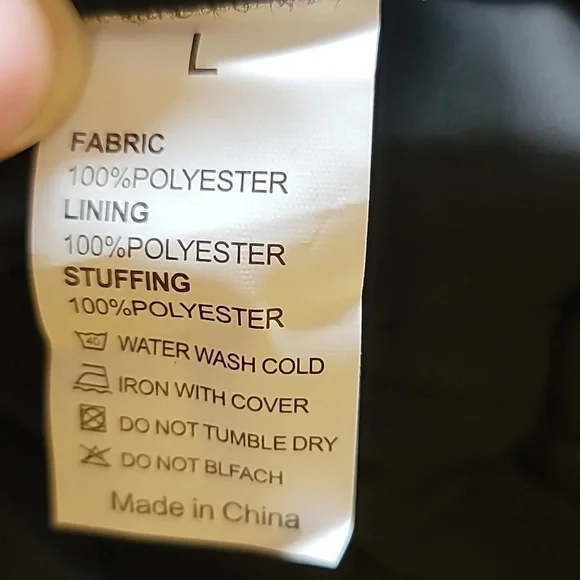 L
FABRIC
100%POLYESTER
LINING
100%POLYESTER
STUFFING
100%POLYESTER
40 WATER WASH COLD
IRON WITH COVER
DO NOT TUMBLE DRY
DO NOT BLFACH
Made in China